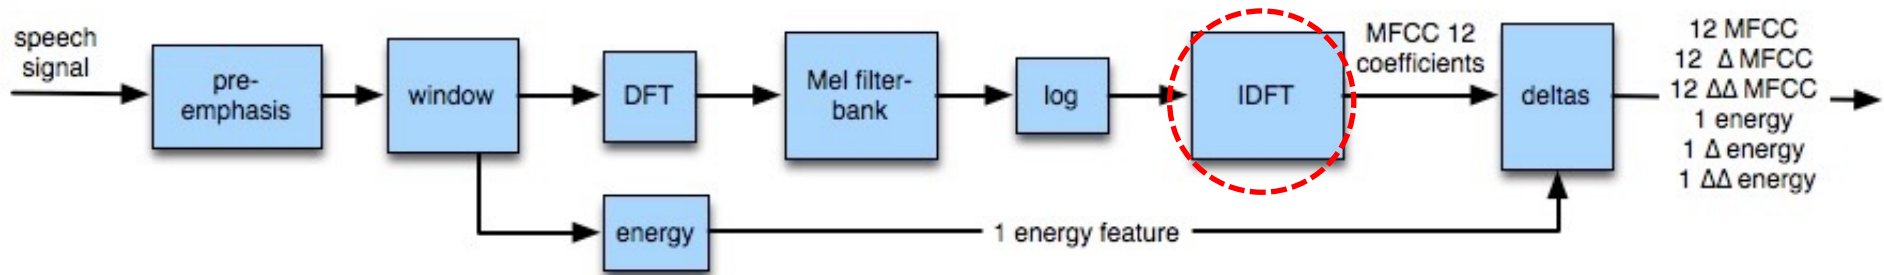 speech
signal
pre-
emphasis
window
DFT
Mel filter-
bank
log
IDFT
MFCC 12
coefficients
deltas
12 MFCC
12 Δ MFCC
12 ΔΔ MFCC
1 energy
1 Δ energy
1 ΔΔ energy
energy
1 energy feature